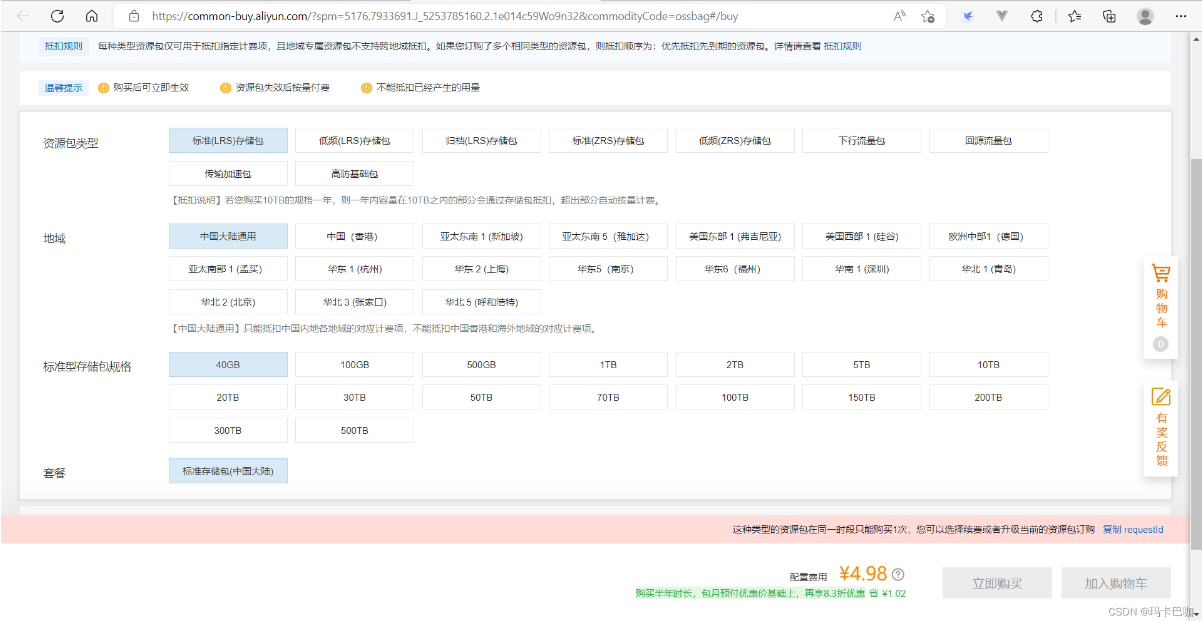 https://common-buy.aliyun.com/?spm=5176.7933691.J_5253785160.2.1e014c59Wo9n32&commodityCode=ossbag#/buy
抵扣规则 每种类型资源包仅可用于抵扣指定计费项，且地域专属资源包不支持跨地域抵扣。如果您订购了多个相同类型的资源包，则抵扣顺序为：优先抵扣先到期的资源包。详情请查看 抵扣规则
温馨提示 购买后可立即生效 资源包失效后按量付费 不能抵扣已经产生的用量
资源包类型 标准(LRS)存储包 低频(LRS)存储包 归档(LRS)存储包 标准(ZRS)存储包 低频(ZRS)存储包 下行流量包 回源流量包
传输加速包 高防基础包
【抵扣说明】若您购买10TB的规格一年，则一年内容量在10TB之内的部分会通过存储包抵扣，超出部分自动按量计费。
地域 中国大陆通用 中国（香港） 亚太东南 1 (新加坡) 亚太东南 5（雅加达） 美国东部 1 (弗吉尼亚) 美国西部 1 (硅谷) 欧洲中部1（德国）
亚太南部 1 (孟买) 华东 1 (杭州) 华东 2 (上海) 华东5（南京） 华东6（福州） 华南 1 (深圳) 华北 1 (青岛)
华北 2 (北京) 华北 3 (张家口) 华北 5 (呼和浩特)
【中国大陆通用】只能抵扣中国内地各地域的对应计费项，不能抵扣中国香港和海外地域的对应计费项。
标准型存储包规格 40GB 100GB 500GB 1TB 2TB 5TB 10TB
20TB 30TB 50TB 70TB 100TB 150TB 200TB
300TB 500TB
套餐 标准存储包(中国大陆)
购物车
0
有奖反馈
这种类型的资源包在同一时段只能购买1次，您可以选择续费或者升级当前的资源包订购 复制 requestId
配置费用 ¥4.98 ?
购买半年时长，包月预付优惠价基础上，再享8.3折优惠 省 ¥1.02
立即购买 加入购物车
CSDN @玛卡巴咖